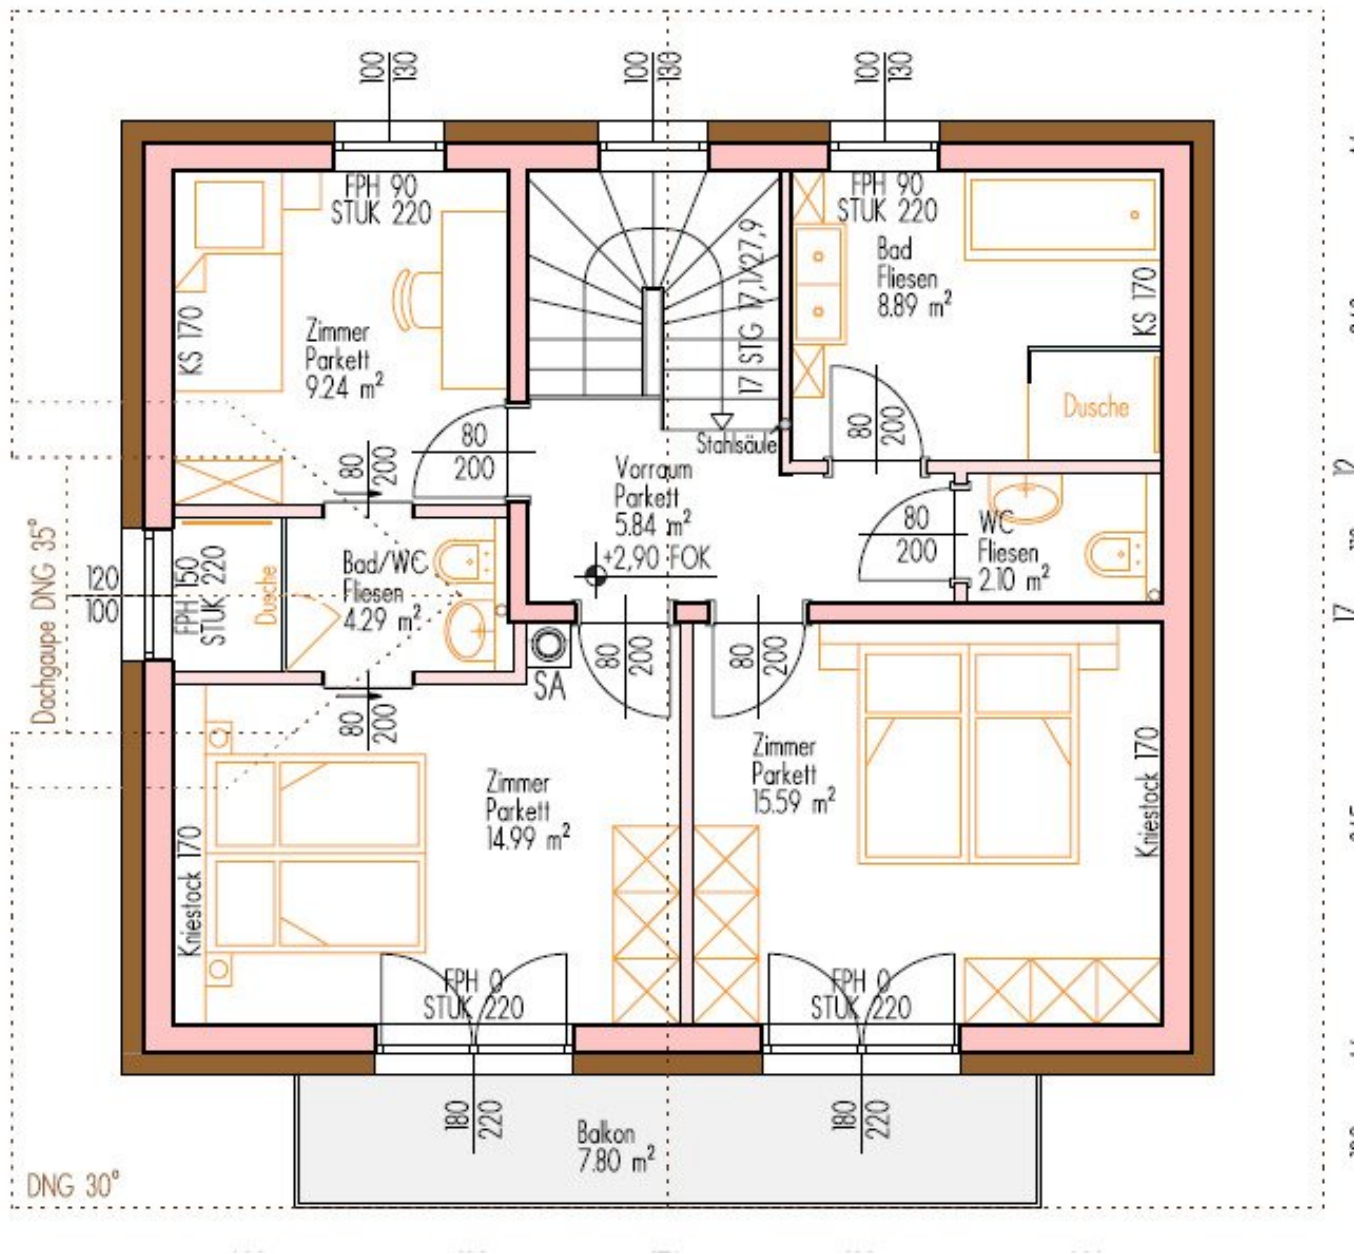 100
130
100
130
100
130
FPH 90
STUK 220
FPH 90
STUK 220
Bad
Fliesen
8.89 m²
17 STG 17,1/27,9
KS 170
KS 170
Zimmer
Parkett
9.24 m²
Dusche
80
200
80
200
80
200
Stahlsäule
Vorraum
Parkett
5.84 m²
+2,90 FOK
80
200
WC
Fliesen
2.10 m²
12
17
Dachgaupe DNG 35°
120
100
FPH 150
STUK 220
Dusche
Bad/WC
Fliesen
4.29 m²
SA
80
200
80
200
80
200
Zimmer
Parkett
14.99 m²
Zimmer
Parkett
15.59 m²
Kniestock 170
Kniestock 170
FPH 0
STUK 220
FPH 0
STUK 220
180
220
180
220
Balkon
7.80 m²
DNG 30°